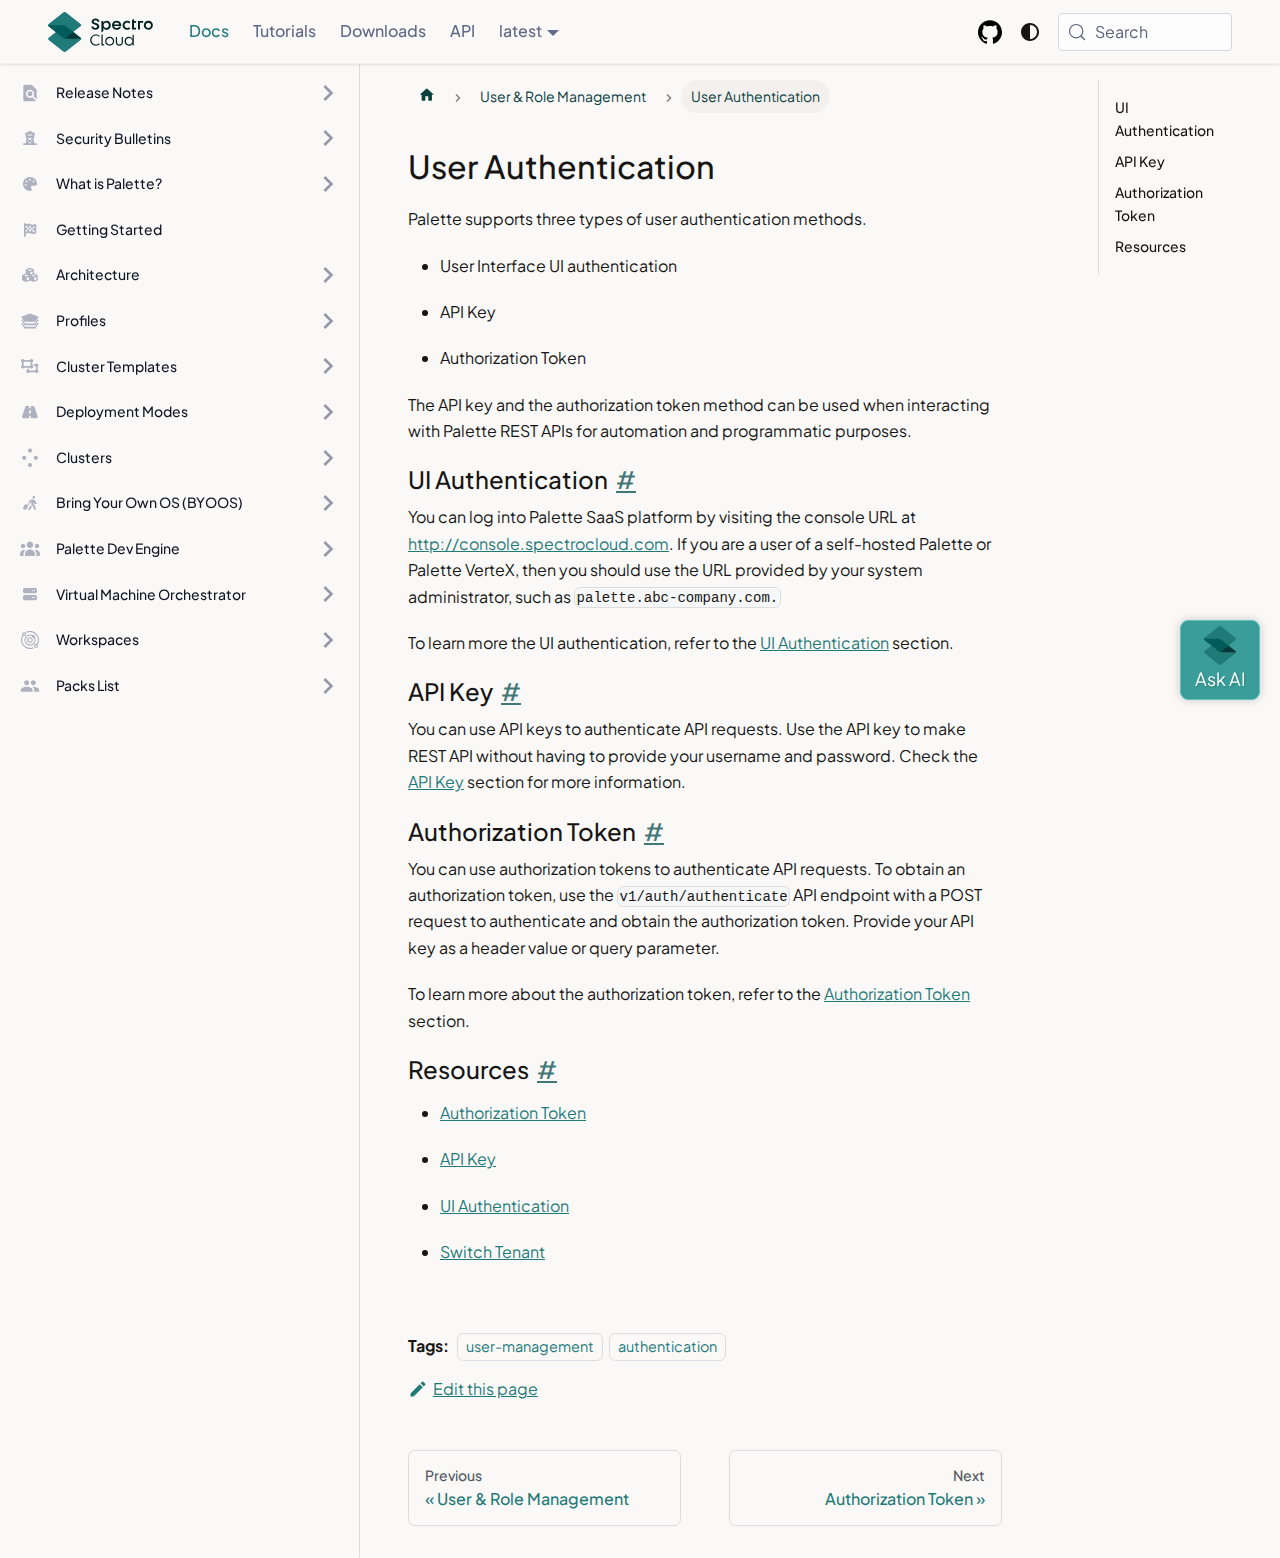 Spectro Cloud
Docs
Tutorials
Downloads
API
latest
Search
Release Notes
Security Bulletins
What is Palette?
Getting Started
Architecture
Profiles
Cluster Templates
Deployment Modes
Clusters
Bring Your Own OS (BYOOS)
Palette Dev Engine
Virtual Machine Orchestrator
Workspaces
Packs List
User & Role Management
User Authentication
User Authentication
Palette supports three types of user authentication methods.
User Interface UI authentication
API Key
Authorization Token
The API key and the authorization token method can be used when interacting
with Palette REST APIs for automation and programmatic purposes.
UI Authentication #
You can log into Palette SaaS platform by visiting the console URL at
http://console.spectrocloud.com. If you are a user of a self-hosted Palette or
Palette VerteX, then you should use the URL provided by your system
administrator, such as palette.abc-company.com.
To learn more the UI authentication, refer to the UI Authentication section.
API Key #
You can use API keys to authenticate API requests. Use the API key to make
REST API without having to provide your username and password. Check the
API Key section for more information.
Authorization Token #
You can use authorization tokens to authenticate API requests. To obtain an
authorization token, use the v1/auth/authenticate API endpoint with a POST
request to authenticate and obtain the authorization token. Provide your API
key as a header value or query parameter.
To learn more about the authorization token, refer to the Authorization Token
section.
Resources #
Authorization Token
API Key
UI Authentication
Switch Tenant
Tags: user-management authentication
Edit this page
Previous
« User & Role Management
Next
Authorization Token »
UI
Authentication
API Key
Authorization
Token
Resources
Ask AI